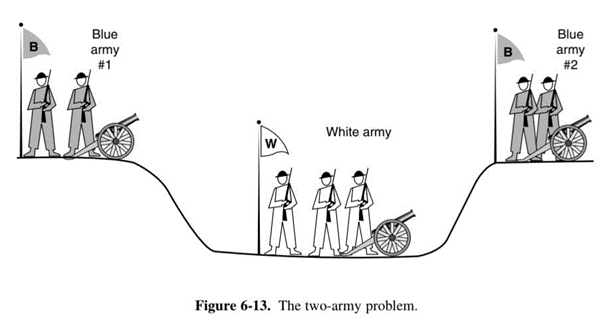 B
Blue
army
#1
B
Blue
army
#2
W
White army
Figure 6-13. The two-army problem.